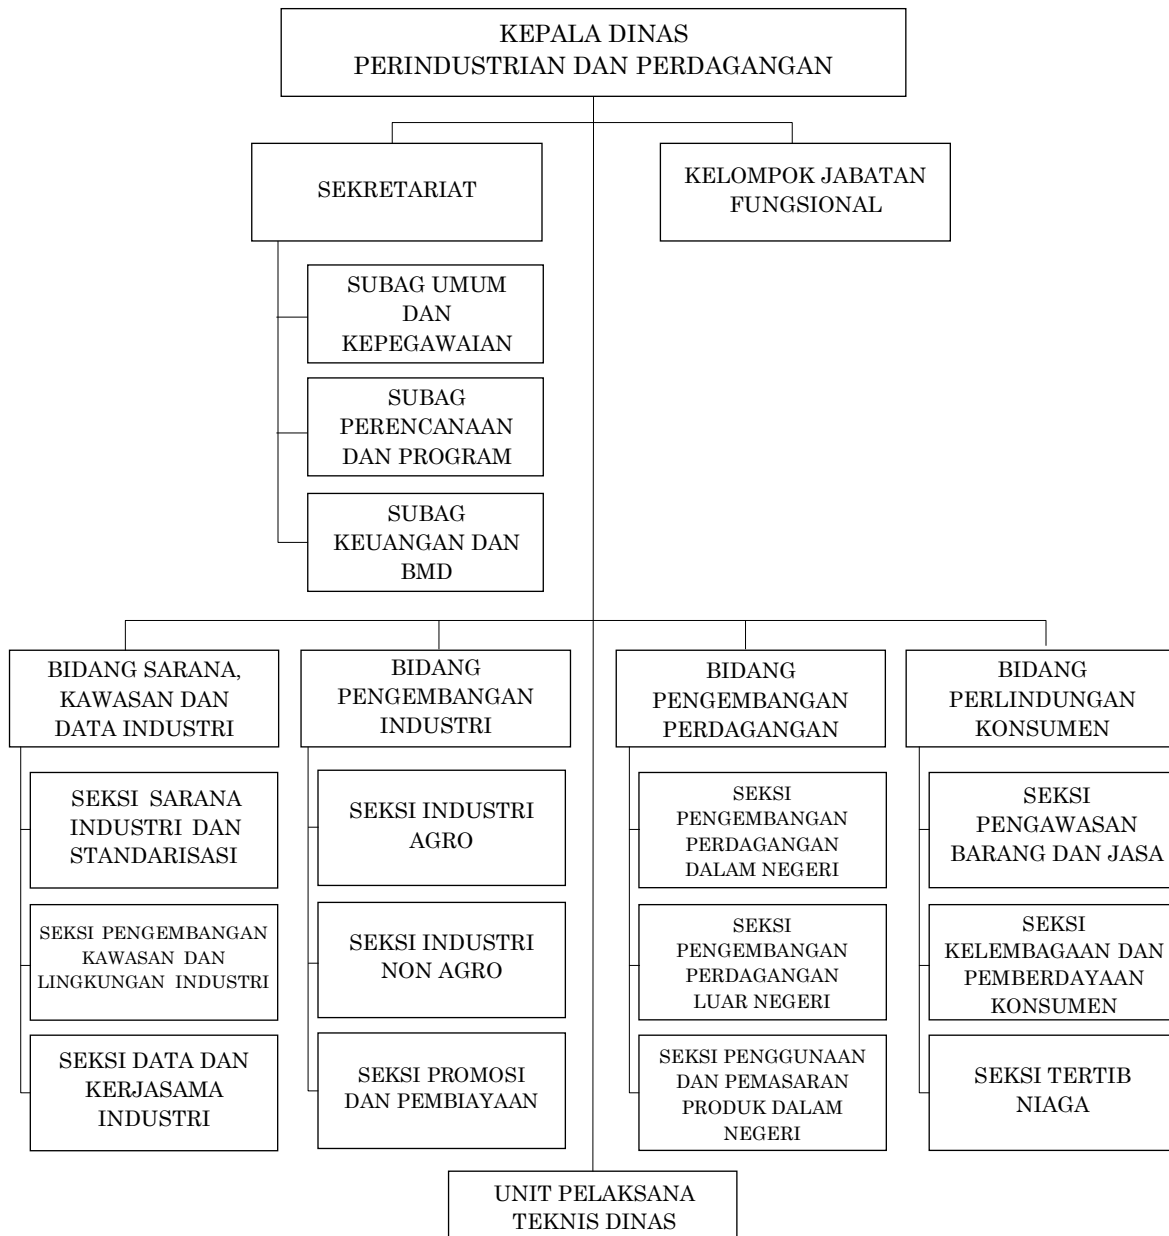 KEPALA DINAS
PERINDUSTRIAN DAN PERDAGANGAN
SEKRETARIAT
KELOMPOK JABATAN
FUNGSIONAL
SUBAG UMUM
DAN
KEPEGAWAIAN
SUBAG
PERENCANAAN
DAN PROGRAM
SUBAG
KEUANGAN DAN
BMD
BIDANG SARANA,
KAWASAN DAN
DATA INDUSTRI
SEKSI SARANA
INDUSTRI DAN
STANDARISASI
SEKSI PENGEMBANGAN
KAWASAN DAN
LINGKUNGAN INDUSTRI
SEKSI DATA DAN
KERJASAMA
INDUSTRI
BIDANG
PENGEMBANGAN
INDUSTRI
SEKSI INDUSTRI
AGRO
SEKSI INDUSTRI
NON AGRO
SEKSI PROMOSI
DAN PEMBIAYAAN
BIDANG
PENGEMBANGAN
PERDAGANGAN
SEKSI
PENGEMBANGAN
PERDAGANGAN
DALAM NEGERI
SEKSI
PENGEMBANGAN
PERDAGANGAN
LUAR NEGERI
SEKSI PENGGUNAAN
DAN PEMASARAN
PRODUK DALAM
NEGERI
BIDANG
PERLINDUNGAN
KONSUMEN
SEKSI
PENGAWASAN
BARANG DAN JASA
SEKSI
KELEMBAGAAN DAN
PEMBERDAYAAN
KONSUMEN
SEKSI TERTIB
NIAGA
UNIT PELAKSANA
TEKNIS DINAS